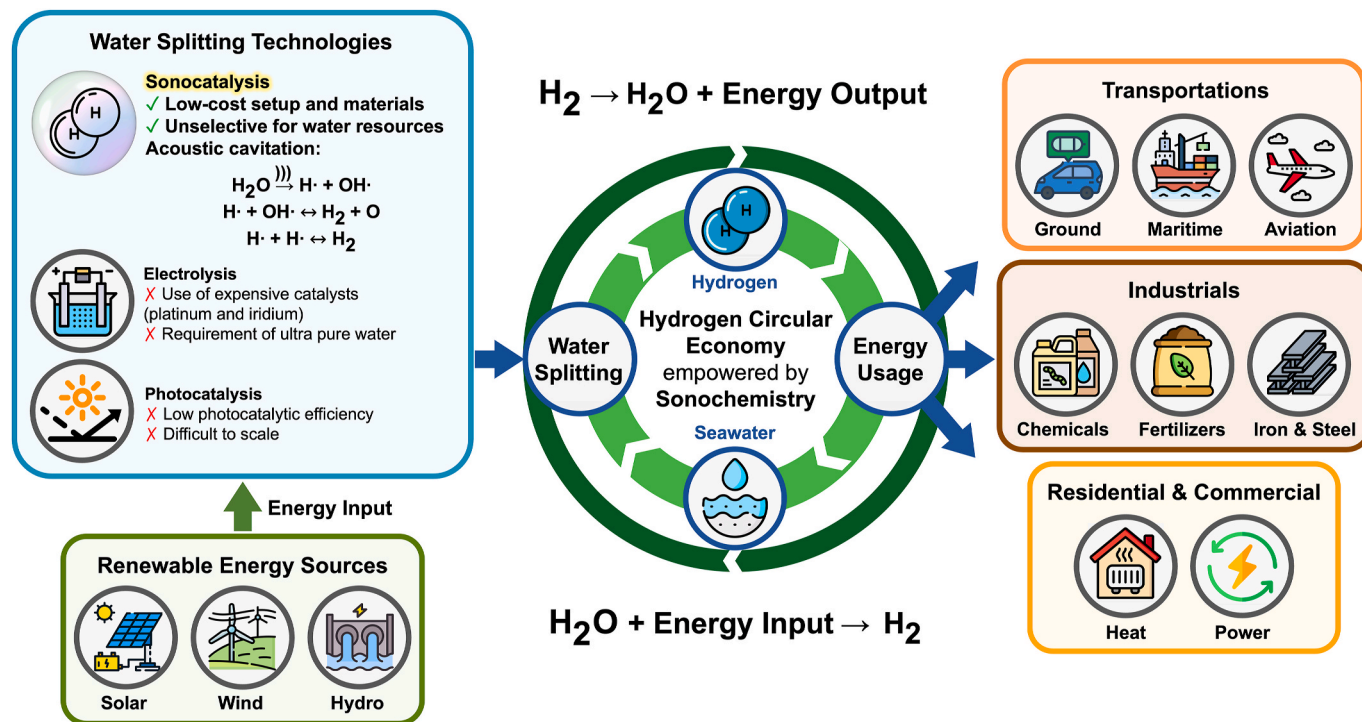 Water Splitting Technologies
Sonocatalysis
✓ Low-cost setup and materials
✓ Unselective for water resources
Acoustic cavitation:
H₂O →))) H· + OH·
H· + OH· ↔ H₂ + O
H· + H· ↔ H₂
H
H
Electrolysis
✗ Use of expensive catalysts
(platinum and iridium)
✗ Requirement of ultra pure water
+
-
Photocatalysis
✗ Low photocatalytic efficiency
✗ Difficult to scale
Energy Input
Renewable Energy Sources
Solar
Wind
Hydro
H₂ → H₂O + Energy Output
H
H
Hydrogen
Water
Splitting
Hydrogen Circular
Economy
empowered by
Sonochemistry
Energy
Usage
Seawater
H₂O + Energy Input → H₂
Transportations
Ground
Maritime
Aviation
Industrials
Chemicals
Fertilizers
Iron & Steel
Residential & Commercial
Heat
Power